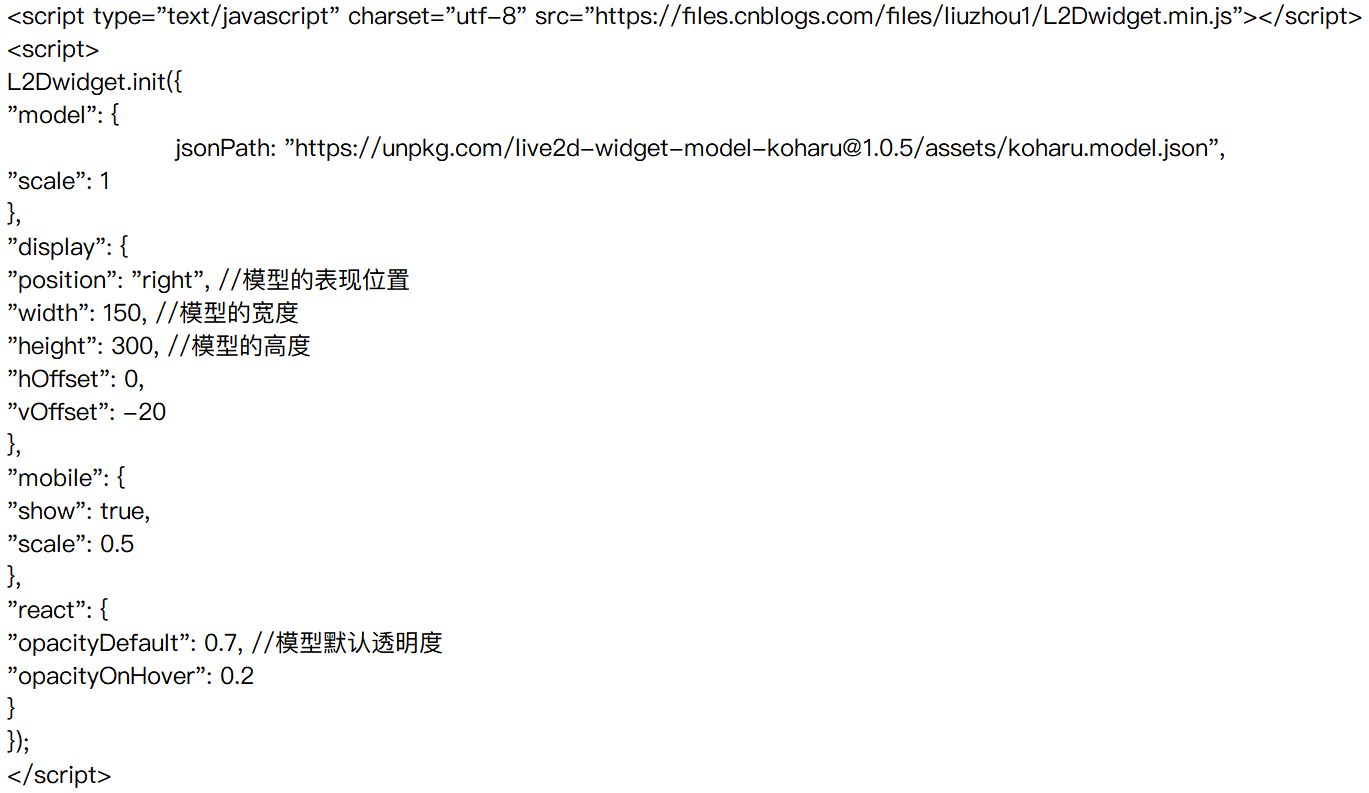 <script type="text/javascript" charset="utf-8" src="https://files.cnblogs.com/files/liuzhou1/L2Dwidget.min.js"></script>
<script>
L2Dwidget.init({
"model": {
jsonPath: "https://unpkg.com/live2d-widget-model-koharu@1.0.5/assets/koharu.model.json",
"scale": 1
},
"display": {
"position": "right", //模型的表现位置
"width": 150, //模型的宽度
"height": 300, //模型的高度
"hOffset": 0,
"vOffset": -20
},
"mobile": {
"show": true,
"scale": 0.5
},
"react": {
"opacityDefault": 0.7, //模型默认透明度
"opacityOnHover": 0.2
}
});
</script>